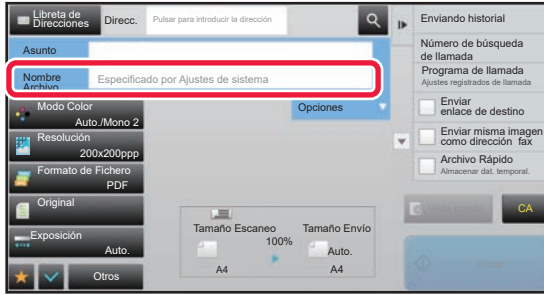 Libreta de
Direcciones
Direcc.
Pulsar para introducir la dirección
Asunto
Nombre
Archivo
Especificado por Ajustes de sistema
Modo Color
Auto./Mono 2
Opciones
Resolución
200x200ppp
Formato de Fichero
PDF
Original
Exposición
Auto.
Otros
Tamaño Escaneo
100%
Tamaño Envío
Auto.
A4
A4
Enviando historial
Número de búsqueda
de llamada
Programa de llamada
Ajustes registrados de llamada
Enviar
enlace de destino
Enviar misma imagen
como dirección fax
Archivo Rápido
Almacenar dat. temporal.
CA